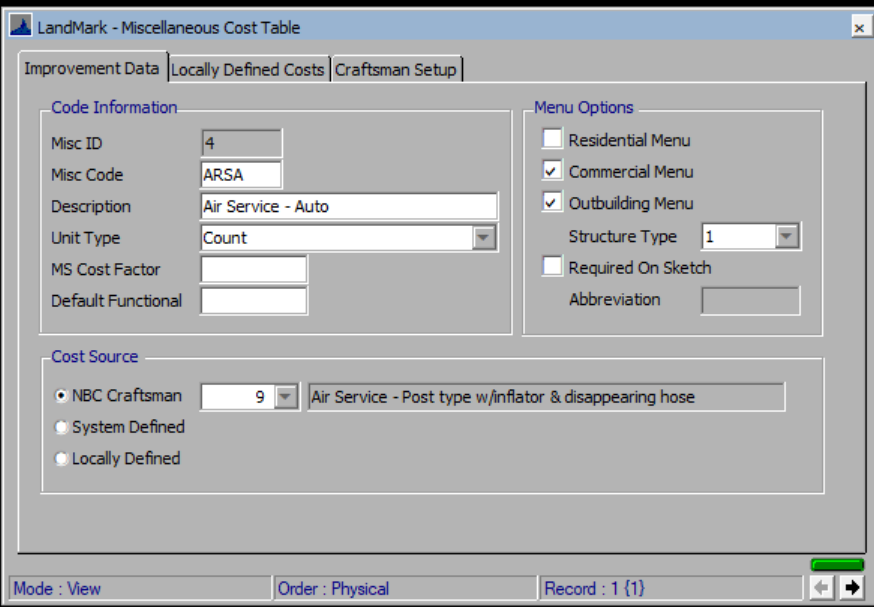 LandMark - Miscellaneous Cost Table
Improvement Data Locally Defined Costs Craftsman Setup
Code Information
Misc ID 4
Misc Code ARSA
Description Air Service - Auto
Unit Type Count
MS Cost Factor
Default Functional
Menu Options
Residential Menu
Commercial Menu
Outbuilding Menu
Structure Type 1
Required On Sketch
Abbreviation
Cost Source
NBC Craftsman 9 Air Service - Post type w/inflator & disappearing hose
System Defined
Locally Defined
Mode : View Order : Physical Record : 1 {1}